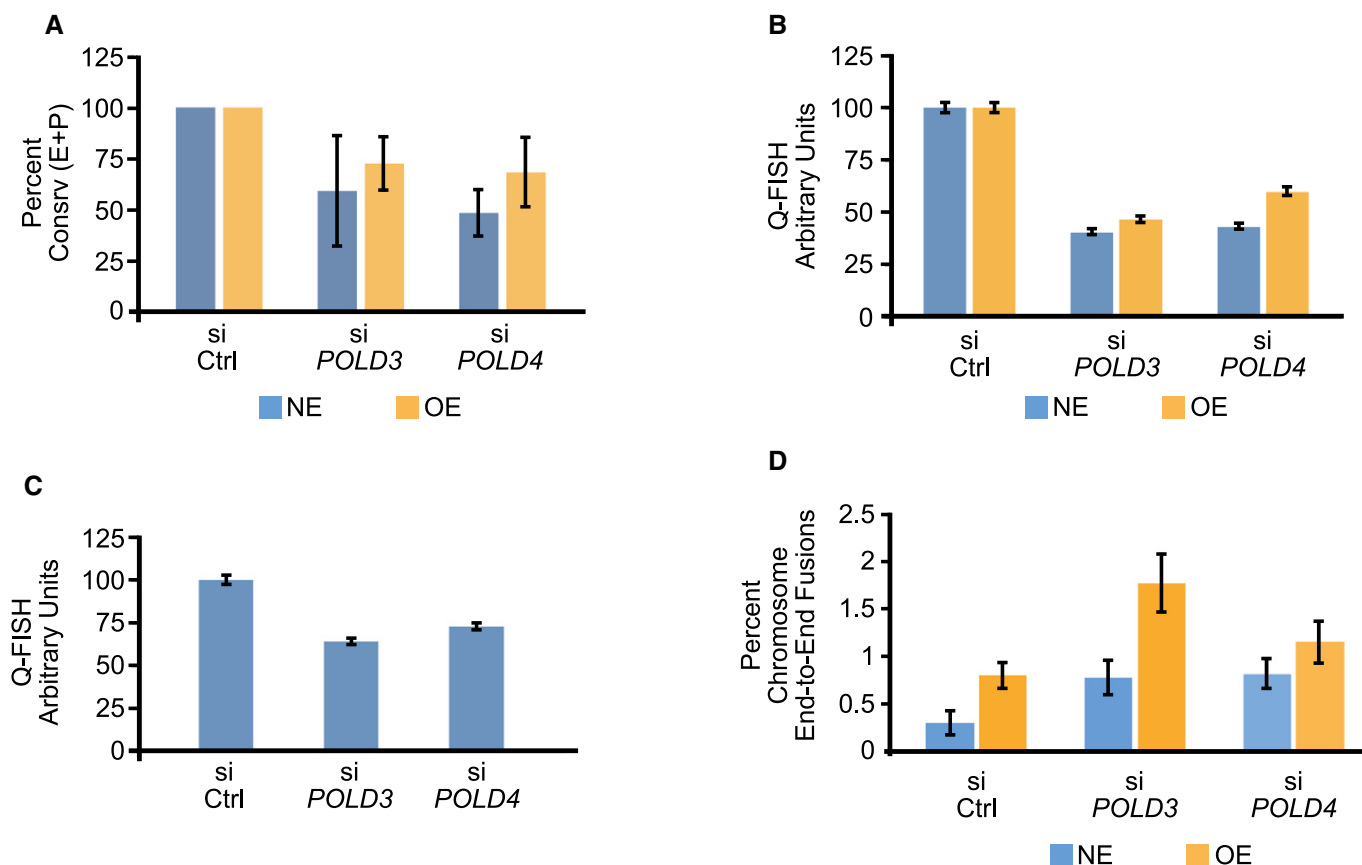 A
Percent
Consrv (E+P)
125
100
75
50
25
0
si
Ctrl
si
POLD3
si
POLD4
NE
OE
B
Q-FISH
Arbitrary Units
125
100
75
50
25
0
si
Ctrl
si
POLD3
si
POLD4
NE
OE
C
Q-FISH
Arbitrary Units
125
100
75
50
25
0
si
Ctrl
si
POLD3
si
POLD4
D
Percent
Chromosome
End-to-End Fusions
2.5
2
1.5
1
0.5
0
si
Ctrl
si
POLD3
si
POLD4
NE
OE